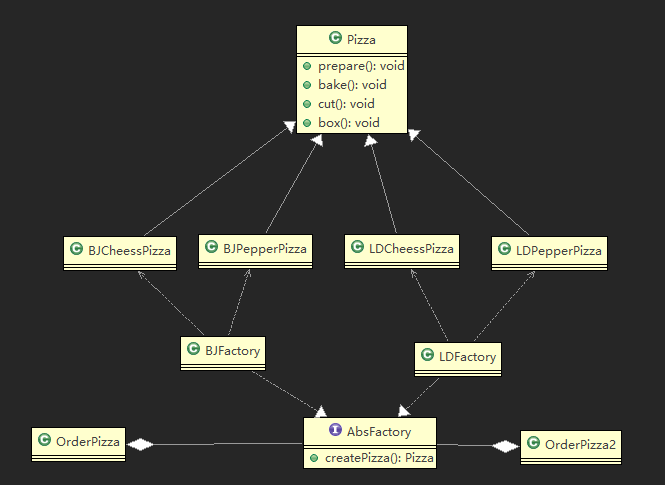 C Pizza
prepare(): void
bake(): void
cut(): void
box(): void
C BJCheessPizza
C BJPepperPizza
C LDCheessPizza
C LDPepperPizza
C BJFactory
C LDFactory
C OrderPizza
I AbsFactory
createPizza(): Pizza
C OrderPizza2